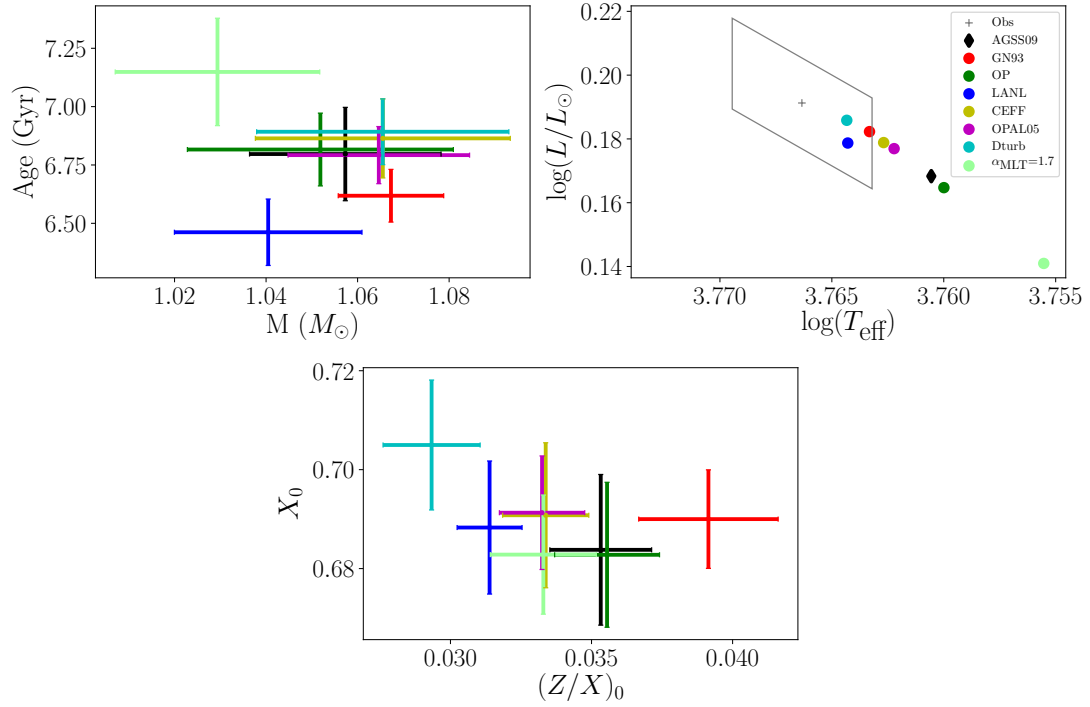 7.25
7.00
6.75
6.50
Age (Gyr)
1.02 1.04 1.06 1.08
M (M⊙)
0.22
0.20
0.18
0.16
0.14
log(L/L⊙)
3.770 3.765 3.760 3.755
log(Teff)
Obs
AGSS09
GN93
OP
LANL
CEFF
OPAL05
Dturb
αMLT=1.7
0.72
0.70
0.68
X₀
0.030 0.035 0.040
(Z/X)₀